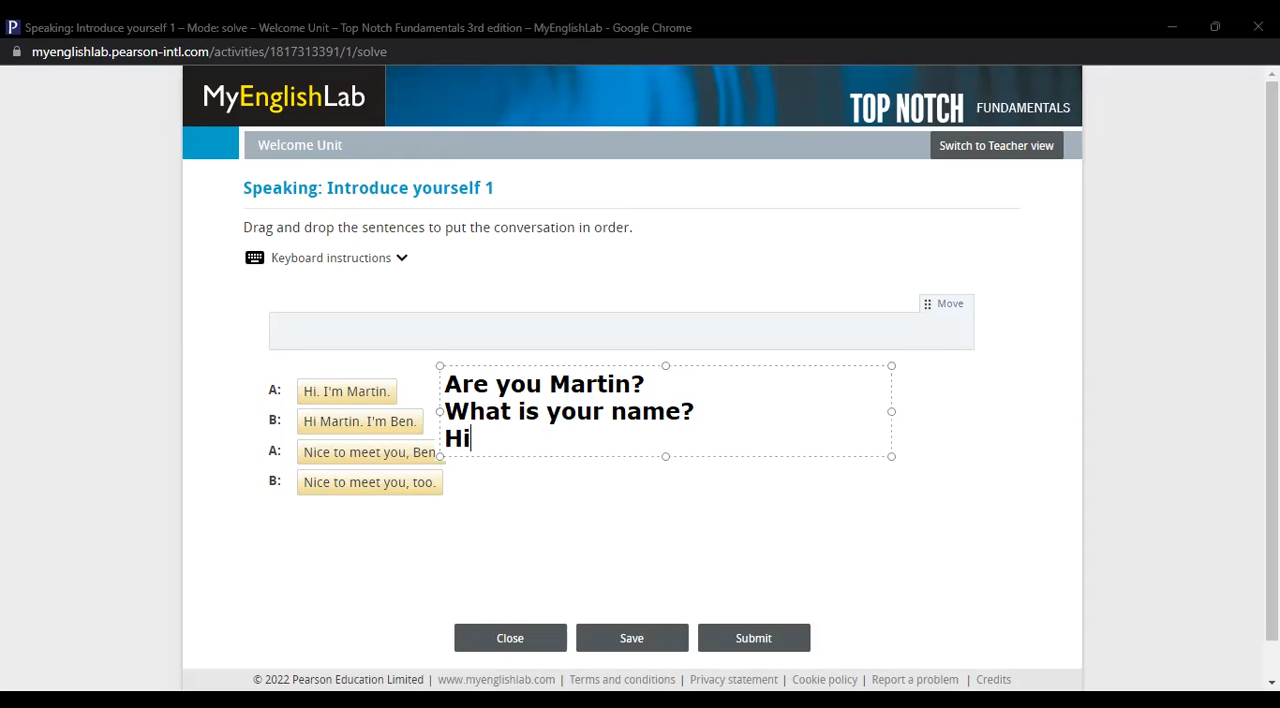 Speaking: Introduce yourself 1 – Mode: solve – Welcome Unit – Top Notch Fundamentals 3rd edition – MyEnglishLab - Google Chrome
myenglishlab.pearson-intl.com/activities/1817313391/1/solve
MyEnglishLab
TOP NOTCH FUNDAMENTALS
Welcome Unit
Switch to Teacher view
Speaking: Introduce yourself 1
Drag and drop the sentences to put the conversation in order.
Keyboard instructions
Move
A: Hi. I'm Martin.
B: Hi Martin. I'm Ben.
A: Nice to meet you, Ben
B: Nice to meet you, too.
Are you Martin?
What is your name?
Hi
Close
Save
Submit
© 2022 Pearson Education Limited | www.myenglishlab.com | Terms and conditions | Privacy statement | Cookie policy | Report a problem | Credits